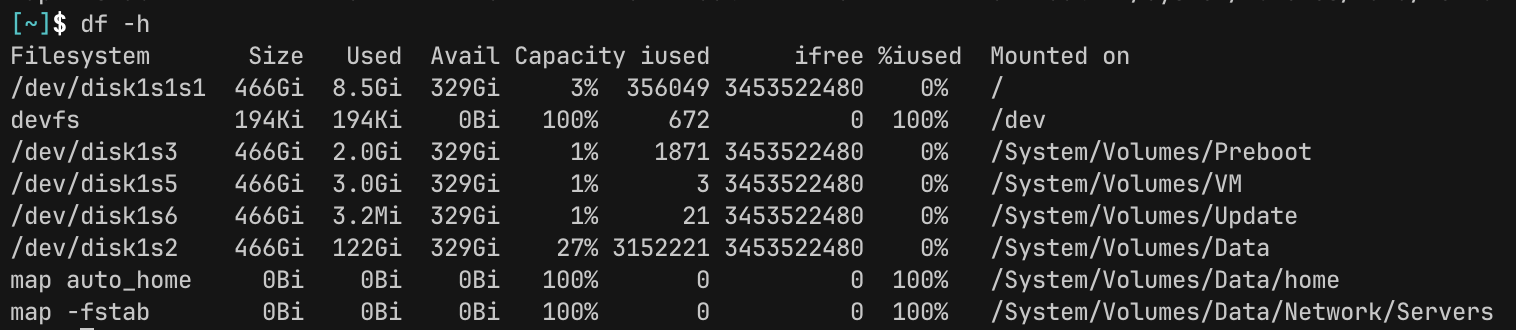 [~]$ df -h
Filesystem       Size   Used  Avail Capacity iused      ifree %iused  Mounted on
/dev/disk1s1s1  466Gi  8.5Gi  329Gi     3%  356049 3453522480    0%   /
devfs           194Ki  194Ki    0Bi   100%     672          0  100%   /dev
/dev/disk1s3    466Gi  2.0Gi  329Gi     1%    1871 3453522480    0%   /System/Volumes/Preboot
/dev/disk1s5    466Gi  3.0Gi  329Gi     1%       3 3453522480    0%   /System/Volumes/VM
/dev/disk1s6    466Gi  3.2Mi  329Gi     1%      21 3453522480    0%   /System/Volumes/Update
/dev/disk1s2    466Gi  122Gi  329Gi    27% 3152221 3453522480    0%   /System/Volumes/Data
map auto_home     0Bi    0Bi    0Bi   100%       0          0  100%   /System/Volumes/Data/home
map -fstab        0Bi    0Bi    0Bi   100%       0          0  100%   /System/Volumes/Data/Network/Servers